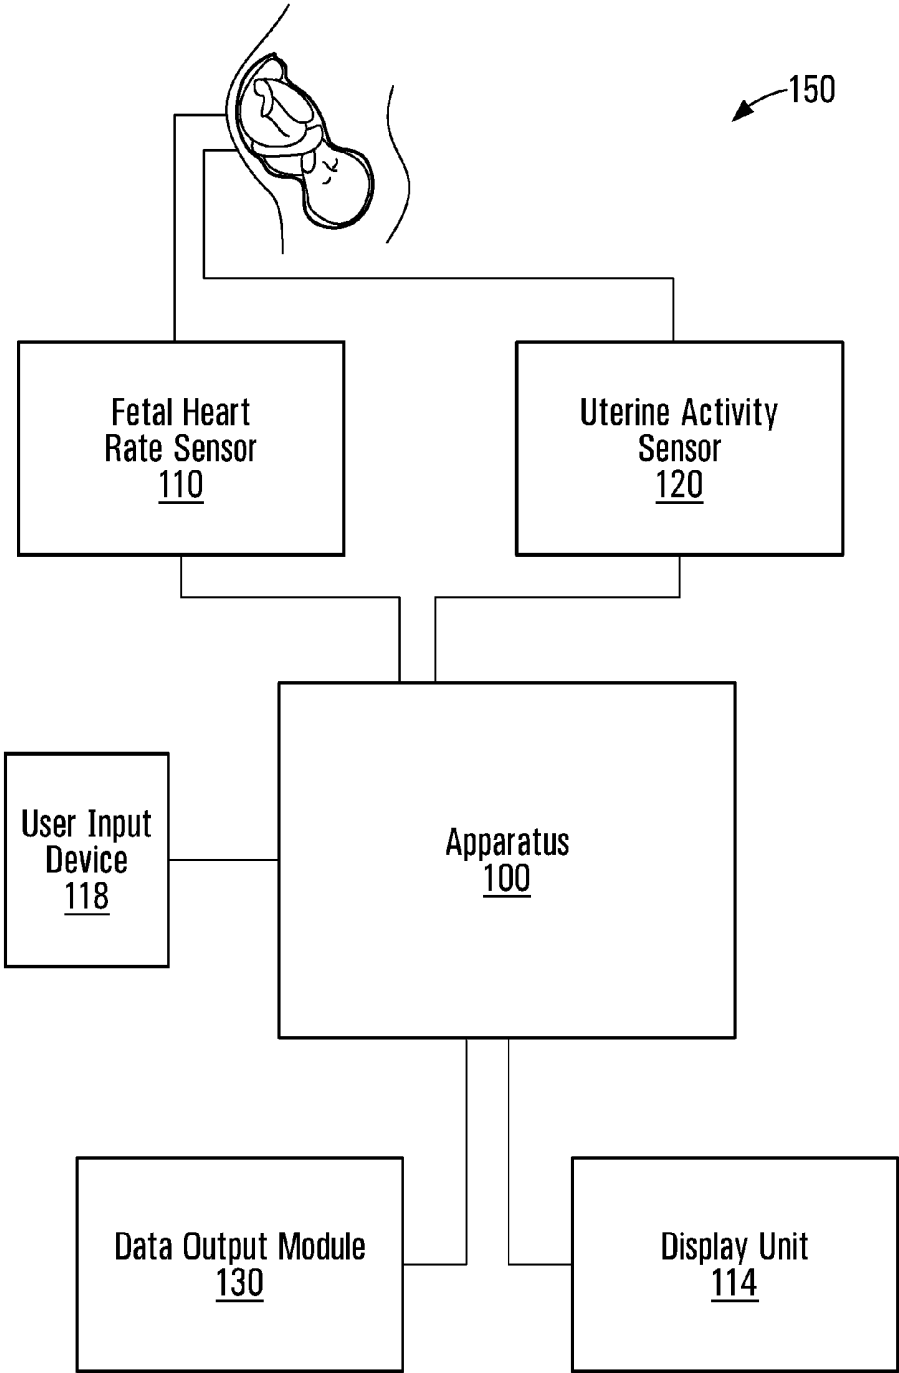 150
Fetal Heart
Rate Sensor
110
Uterine Activity
Sensor
120
User Input
Device
118
Apparatus
100
Data Output Module
130
Display Unit
114